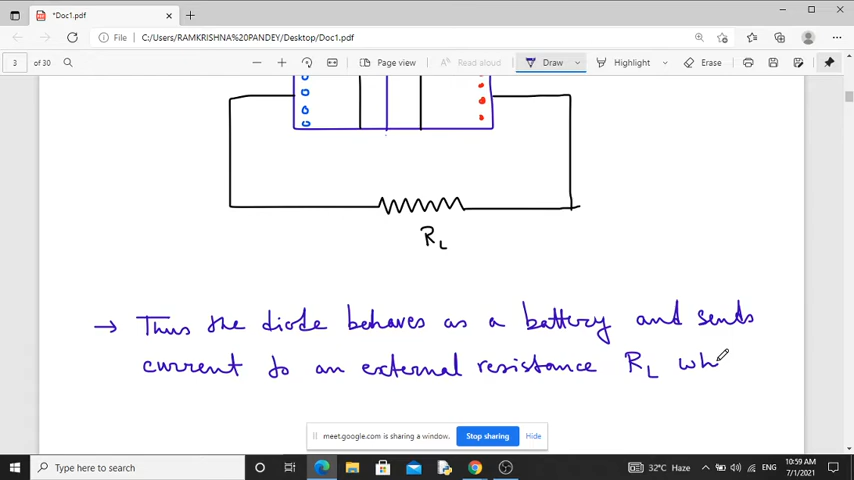 *Doc1.pdf
File
C:/Users/RAMKRISHNA%20PANDEY/Desktop/Doc1.pdf
3
of 30
Page view
Read aloud
Draw
Highlight
Erase
RL
→ Thus the diode behaves as a battery and sends
current to an external resistance RL wh
meet.google.com is sharing a window.
Stop sharing
Hide
Type here to search
32°C Haze
ENG
10:59 AM
7/1/2021